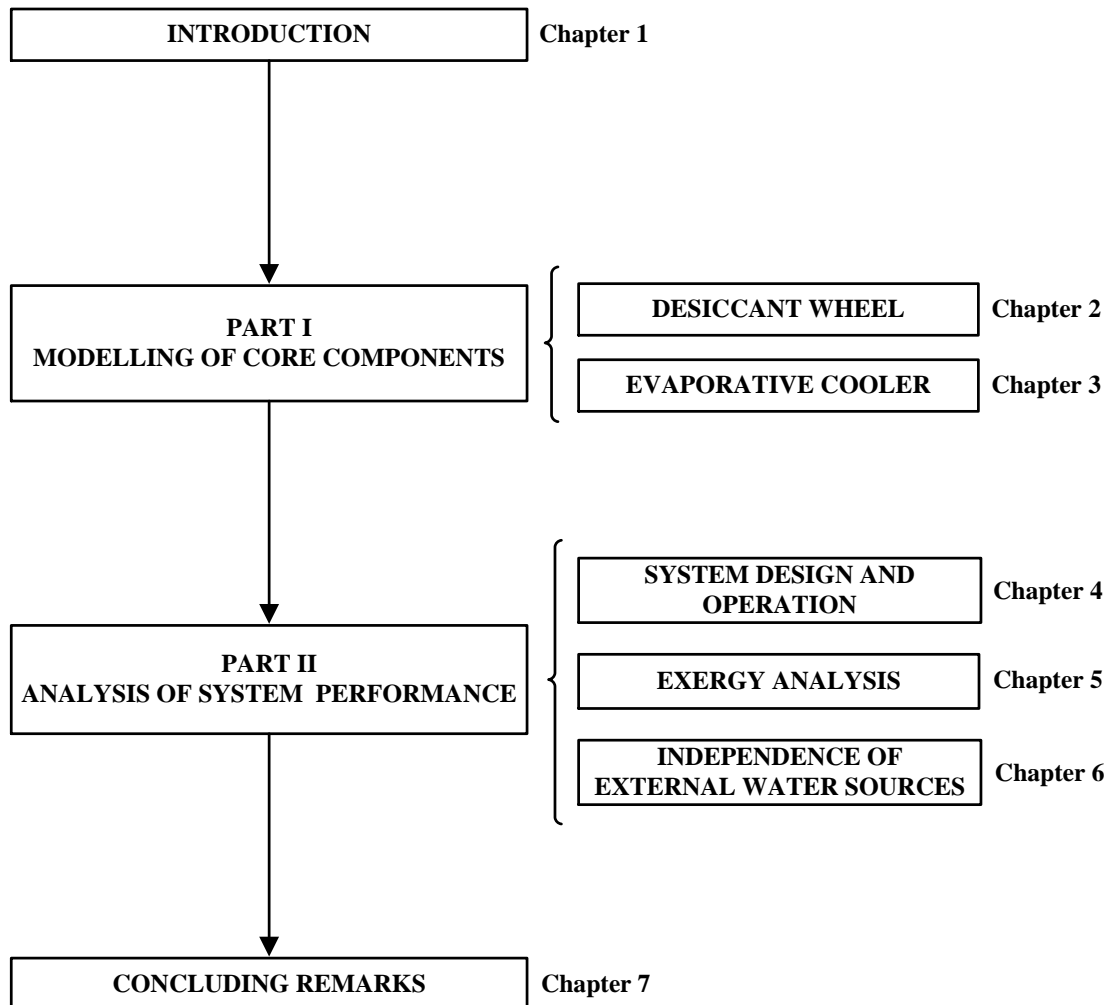 INTRODUCTION Chapter 1
PART I
MODELLING OF CORE COMPONENTS
DESICCANT WHEEL Chapter 2
EVAPORATIVE COOLER Chapter 3
PART II
ANALYSIS OF SYSTEM PERFORMANCE
SYSTEM DESIGN AND
OPERATION
Chapter 4
EXERGY ANALYSIS Chapter 5
INDEPENDENCE OF
EXTERNAL WATER SOURCES
Chapter 6
CONCLUDING REMARKS Chapter 7